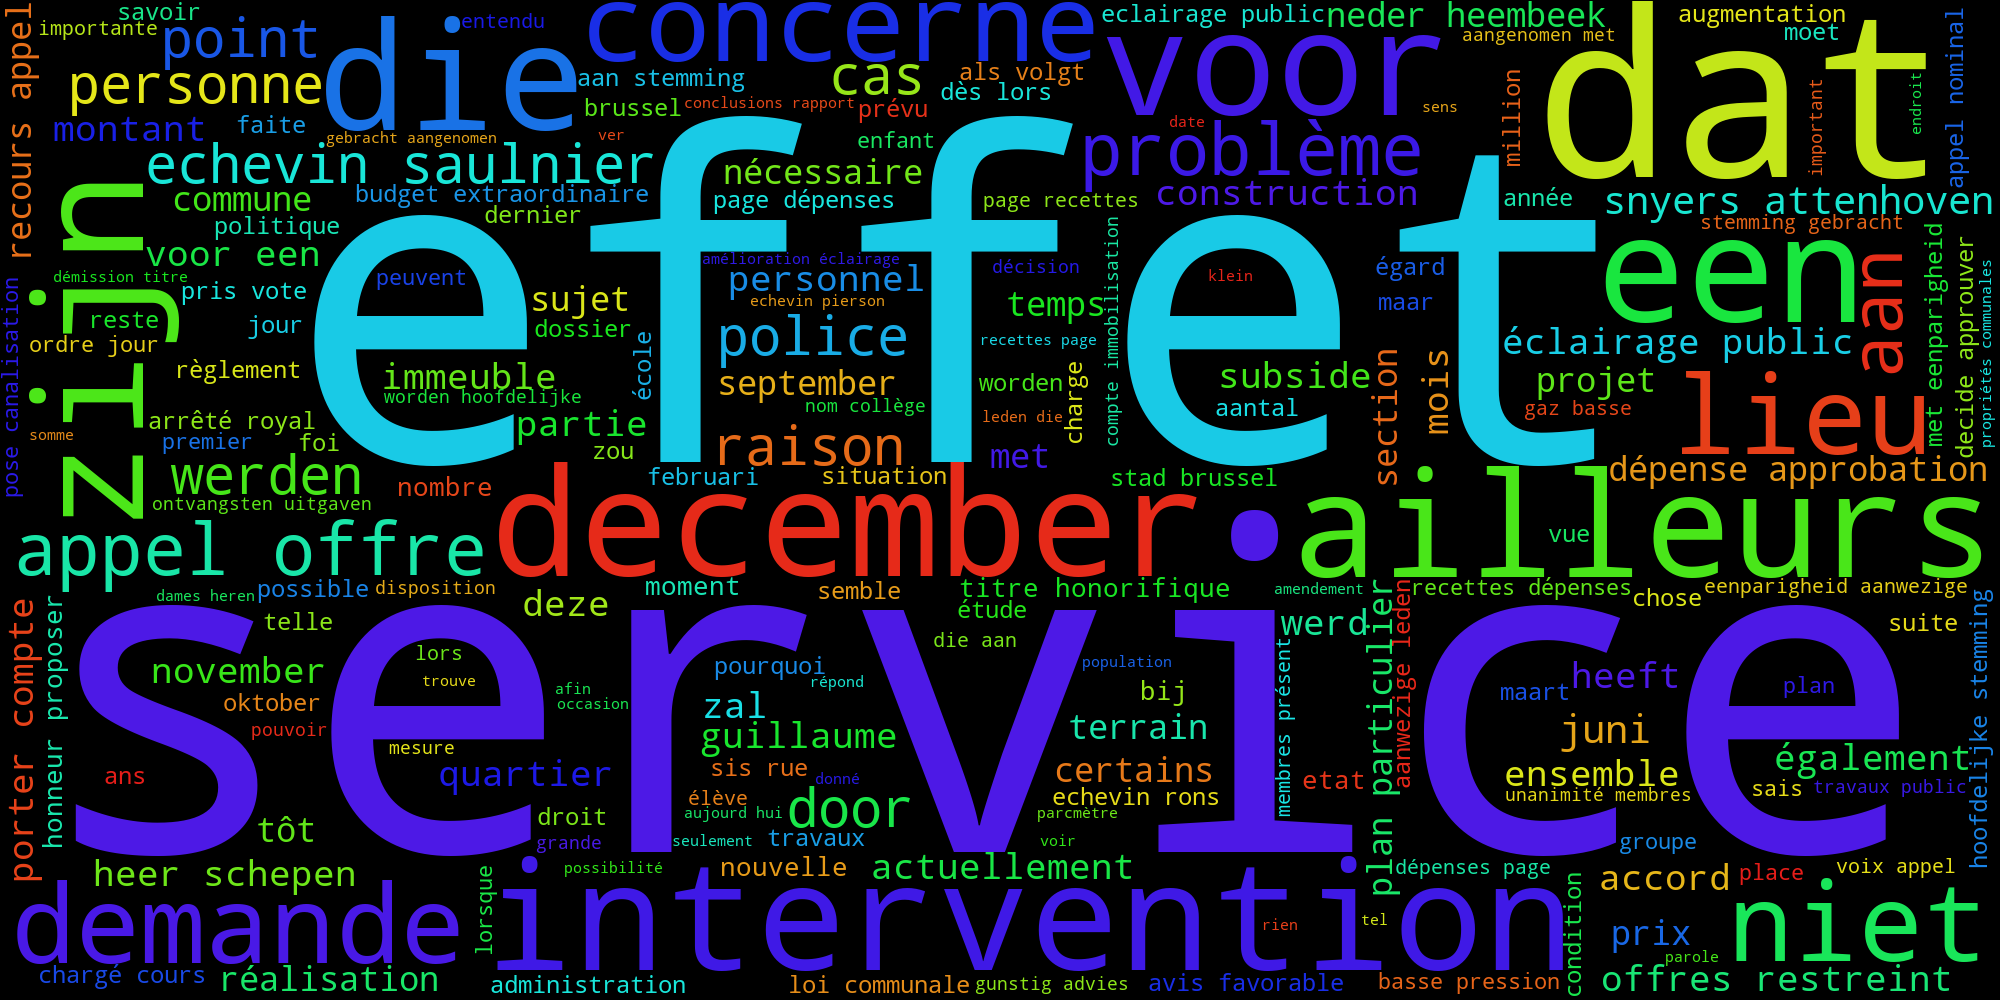 savoir
importante
point
entendu
concerne
eclairage public
neder heembeek
augmentation
aangenomen met
moet
recours appel
personne
die
aan stemming
cas
als volgt
dès lors
voor
dat
appel nominal
montant
faite
brussel
conclusions rapport
prévu
sens
million
important
endroit
gebracht aangenomen
ver
enfant
date
problème
echevin saulnier
nécessaire
commune
budget extraordinaire
page dépenses
page recettes
construction
année
snyers attenhoven
politique
dernier
stemming gebracht
zijn
voor een
effet
amélioration éclairage
décision
klein
égard
een
aan
met eenparigheid
decide approuver
propriétés communales
démission titre
peuvent
personnel
pris vote
sujet
echevin pierson
temps
compte immobilisation
maar
pose canalisation
reste
jour
dossier
police
recettes page
éclairage public
ordre jour
école
règlement
immeuble
september
worden
charge
subside
section
mois
projet
worden hoofdelijke
nom collège
aantal
gaz basse
lieu
arrêté royal
partie
leden die
somme
premier
foi
zou
raison
met
werden
nombre
februari
situation
stad brussel
dépense approbation
ontvangsten uitgaven
appel offre
december
ailleurs
vue
dames heren
possible
disposition
moment
semble
titre honorifique
amendement
recettes dépenses
eenparigheid aanwezige
deze
étude
chose
porter compte
honneur proposer
telle
die aan
werd
plan particulier
aanwezige leden
suite
hoofdelijke stemming
service
november
lors
pourquoi
population
trouve
répond
afin
occasion
bij
membres présent
maart
heeft
plan
oktober
zal
pouvoir
guillaume
terrain
juni
mesure
également
ans
quartier
sis rue
donné
certains
etat
ensemble
élève
echevin rons
unanimité membres
sais
travaux public
droit
aujourd hui
door
parcmètre
tôt
grande
seulement
travaux
voir
groupe
heer schepen
lorsque
possibilité
nouvelle
actuellement
dépenses page
accord
place
voix appel
demande
intervention
rien
tel
condition
prix
parole
niet
chargé cours
réalisation
administration
loi communale
gunstig advies
avis favorable
basse pression
offres restreint